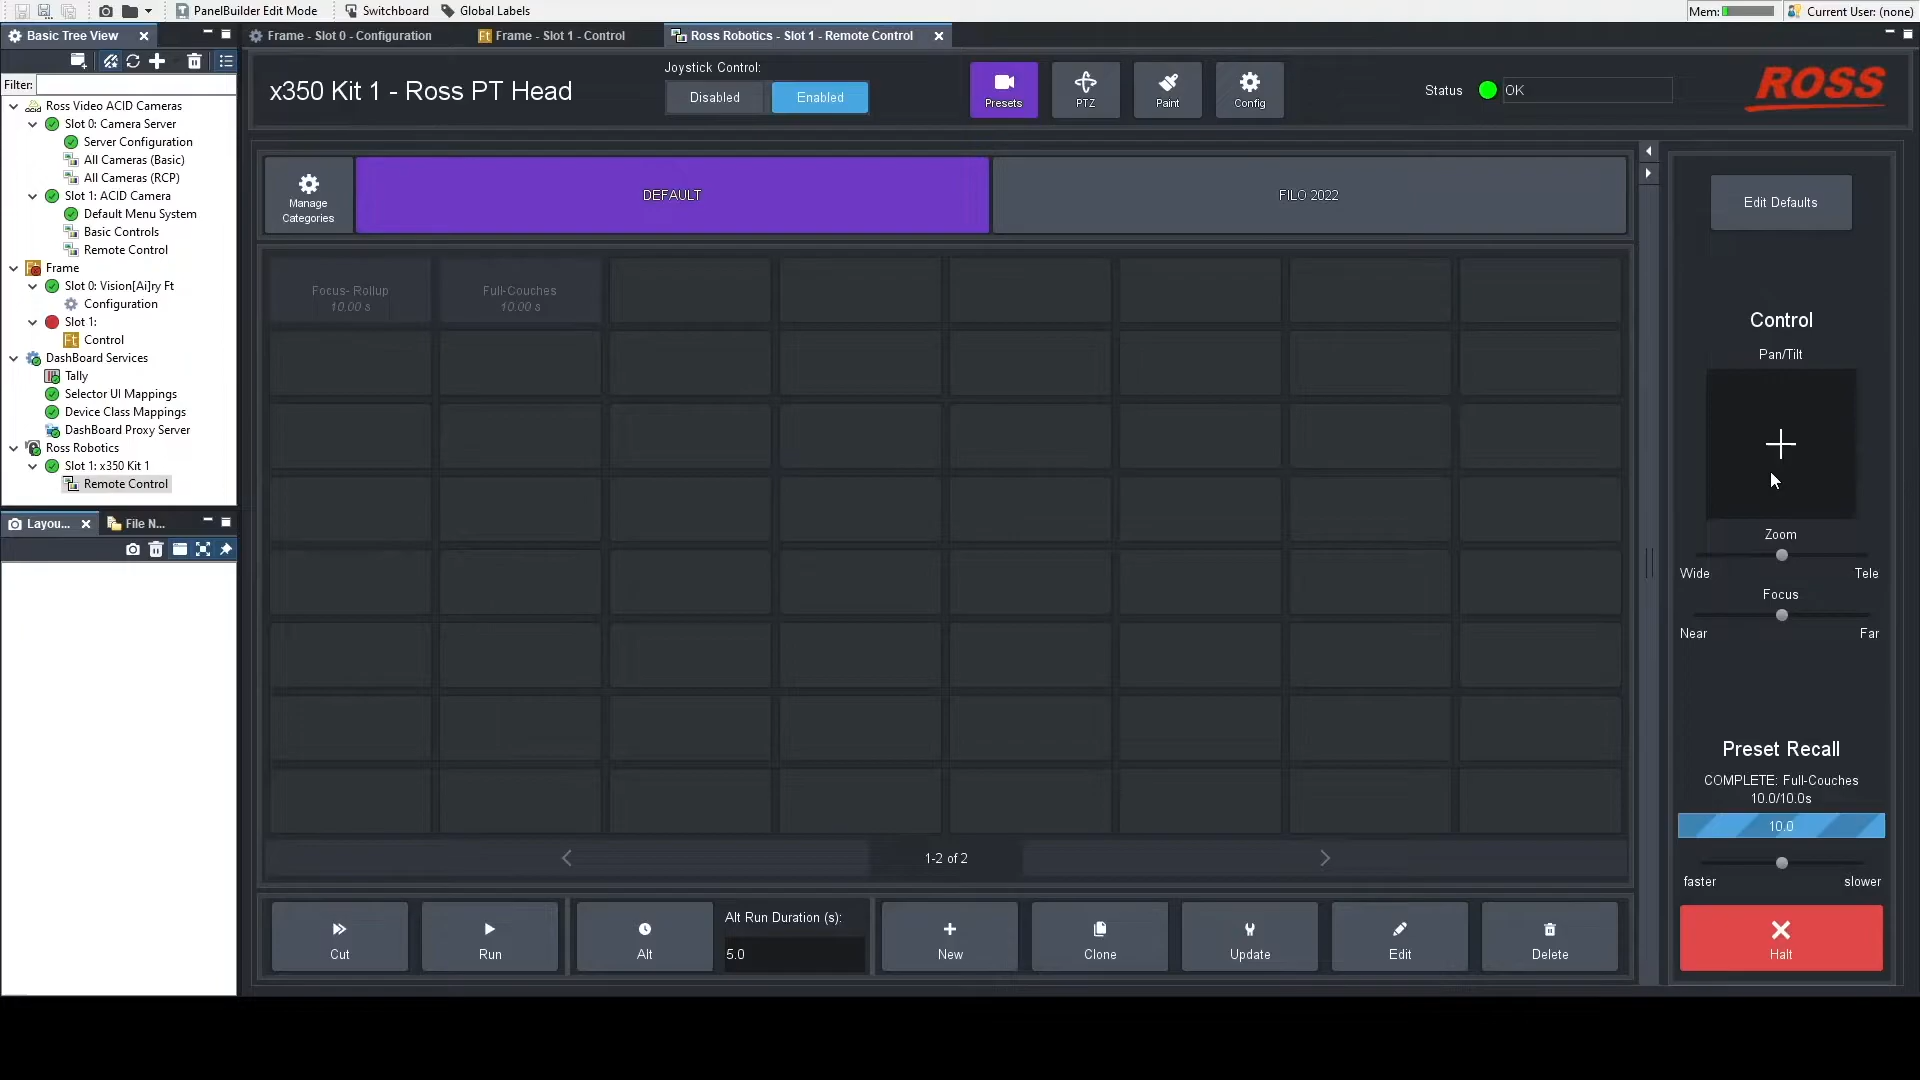 PanelBuilder Edit Mode
Switchboard
Global Labels
Mem:
Current User: (none)
Basic Tree View
Frame - Slot 0 - Configuration
Frame - Slot 1 - Control
Ross Robotics - Slot 1 - Remote Control
Filter:
Ross Video ACID Cameras
Slot 0: Camera Server
Server Configuration
All Cameras (Basic)
All Cameras (RCP)
Slot 1: ACID Camera
Default Menu System
Basic Controls
Remote Control
Frame
Slot 0: Vision[Ai]ry Ft
Configuration
Slot 1:
Ft
Control
DashBoard Services
Tally
Selector UI Mappings
Device Class Mappings
DashBoard Proxy Server
Ross Robotics
Slot 1: x350 Kit 1
Remote Control
Layou...
File N...
x350 Kit 1 - Ross PT Head
Joystick Control:
Disabled
Enabled
Presets
PTZ
Paint
Config
Status
OK
ROSS
Manage
Categories
DEFAULT
FILO 2022
Focus- Rollup
10.00 s
Full-Couches
10.00 s
1-2 of 2
Cut
Run
Alt
Alt Run Duration (s):
5.0
New
Clone
Update
Edit
Delete
Edit Defaults
Control
Pan/Tilt
Zoom
Wide
Tele
Focus
Near
Far
Preset Recall
COMPLETE: Full-Couches
10.0/10.0s
10.0
faster
slower
Halt